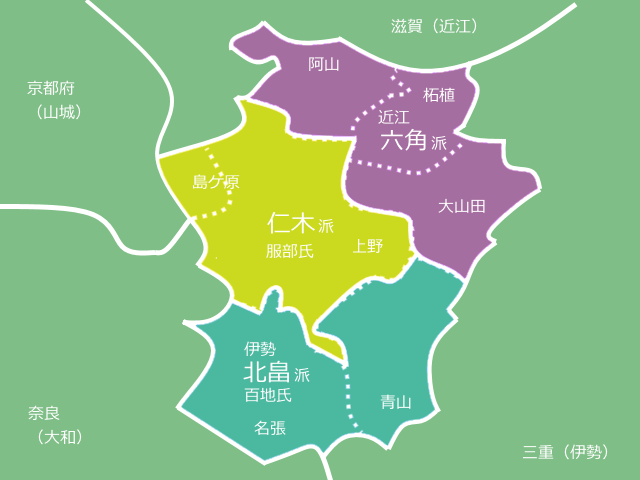 滋賀（近江）
阿山
京都府
（山城）
柘植
近江
六角 派
島ケ原
大山田
仁木 派
服部氏
上野
伊勢
北畠 派
百地氏
青山
名張
奈良
（大和）
三重（伊勢）